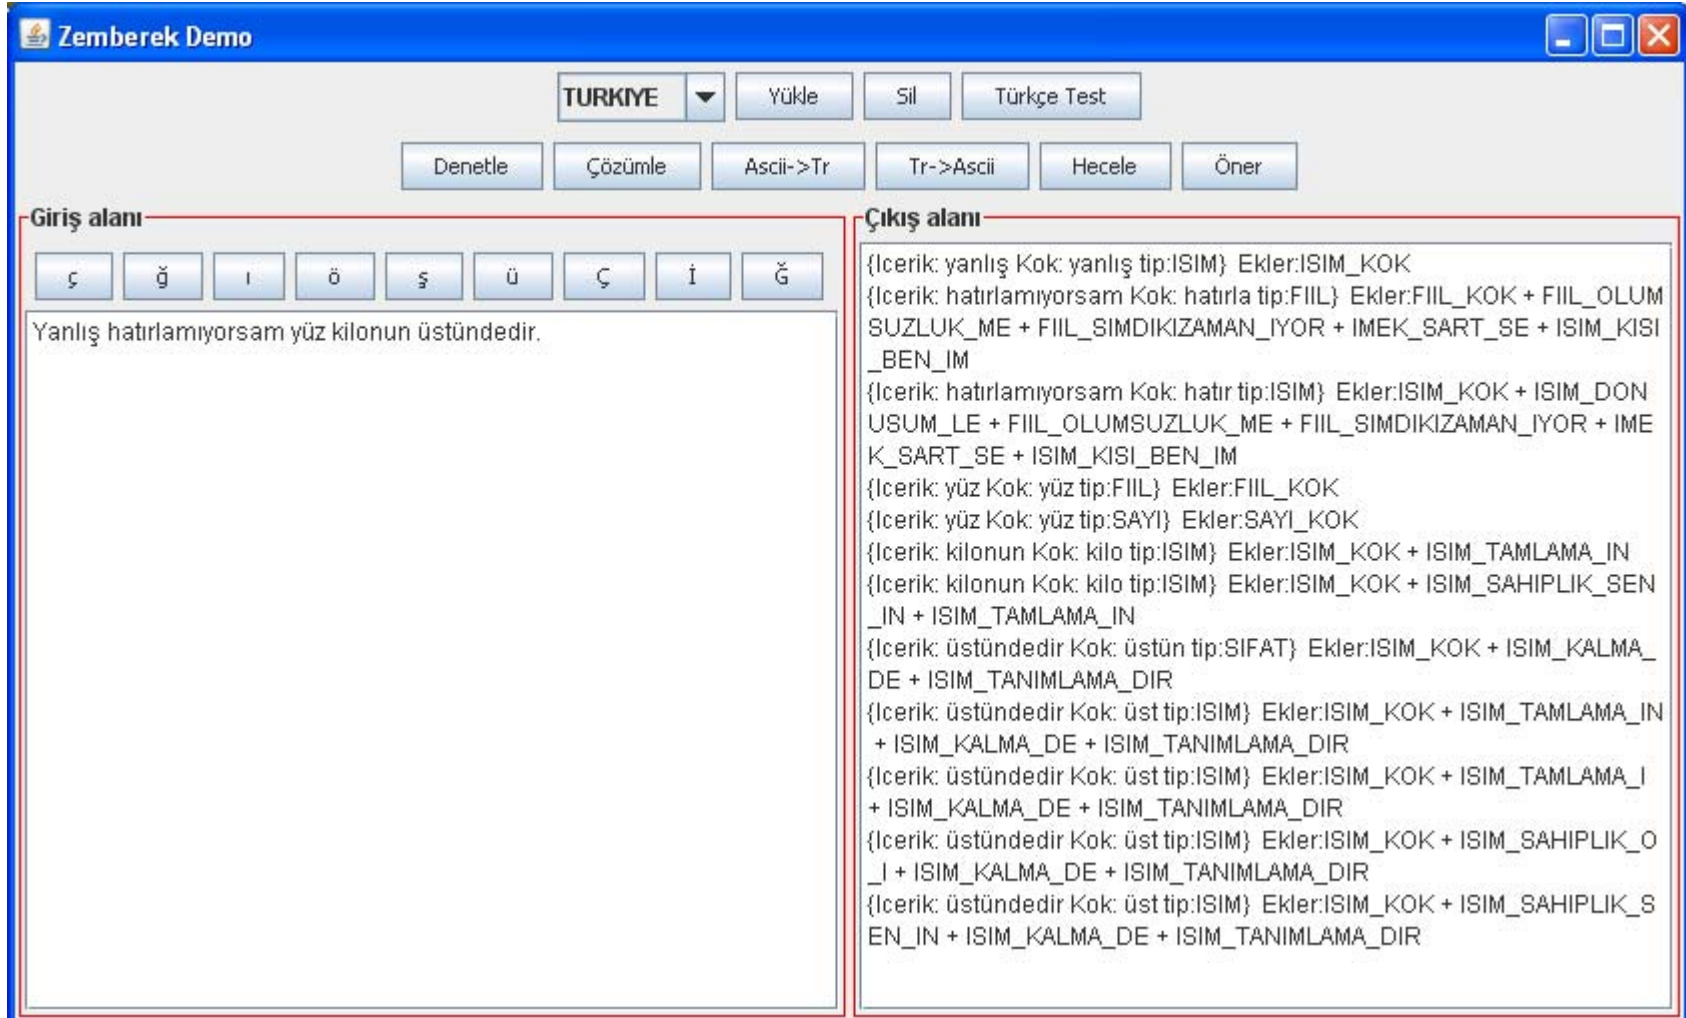 Zemberek Demo
TURKIYE Yükle Sil Türkçe Test
Denetle Çözümle Ascii->Tr Tr->Ascii Hecele Öner
Giriş alanı
ç ğ ı ö ş ü Ç İ Ğ
Yanlış hatırlamıyorsam yüz kilonun üstündedir.
Çıkış alanı
{Icerik: yanlış Kok: yanlış tip:ISIM} Ekler:ISIM_KOK
{Icerik: hatırlamıyorsam Kok: hatırla tip:FIIL} Ekler:FIIL_KOK + FIIL_OLUM
SUZLUK_ME + FIIL_SIMDIKIZAMAN_IYOR + IMEK_SART_SE + ISIM_KISI
_BEN_IM
{Icerik: hatırlamıyorsam Kok: hatır tip:ISIM} Ekler:ISIM_KOK + ISIM_DON
USUM_LE + FIIL_OLUMSUZLUK_ME + FIIL_SIMDIKIZAMAN_IYOR + IME
K_SART_SE + ISIM_KISI_BEN_IM
{Icerik: yüz Kok: yüz tip:FIIL} Ekler:FIIL_KOK
{Icerik: yüz Kok: yüz tip:SAYI} Ekler:SAYI_KOK
{Icerik: kilonun Kok: kilo tip:ISIM} Ekler:ISIM_KOK + ISIM_TAMLAMA_IN
{Icerik: kilonun Kok: kilo tip:ISIM} Ekler:ISIM_KOK + ISIM_SAHIPLIK_SEN
_IN + ISIM_TAMLAMA_IN
{Icerik: üstündedir Kok: üstün tip:SIFAT} Ekler:ISIM_KOK + ISIM_KALMA_
DE + ISIM_TANIMLAMA_DIR
{Icerik: üstündedir Kok: üst tip:ISIM} Ekler:ISIM_KOK + ISIM_TAMLAMA_IN
+ ISIM_KALMA_DE + ISIM_TANIMLAMA_DIR
{Icerik: üstündedir Kok: üst tip:ISIM} Ekler:ISIM_KOK + ISIM_TAMLAMA_I
+ ISIM_KALMA_DE + ISIM_TANIMLAMA_DIR
{Icerik: üstündedir Kok: üst tip:ISIM} Ekler:ISIM_KOK + ISIM_SAHIPLIK_O
_I + ISIM_KALMA_DE + ISIM_TANIMLAMA_DIR
{Icerik: üstündedir Kok: üst tip:ISIM} Ekler:ISIM_KOK + ISIM_SAHIPLIK_S
EN_IN + ISIM_KALMA_DE + ISIM_TANIMLAMA_DIR